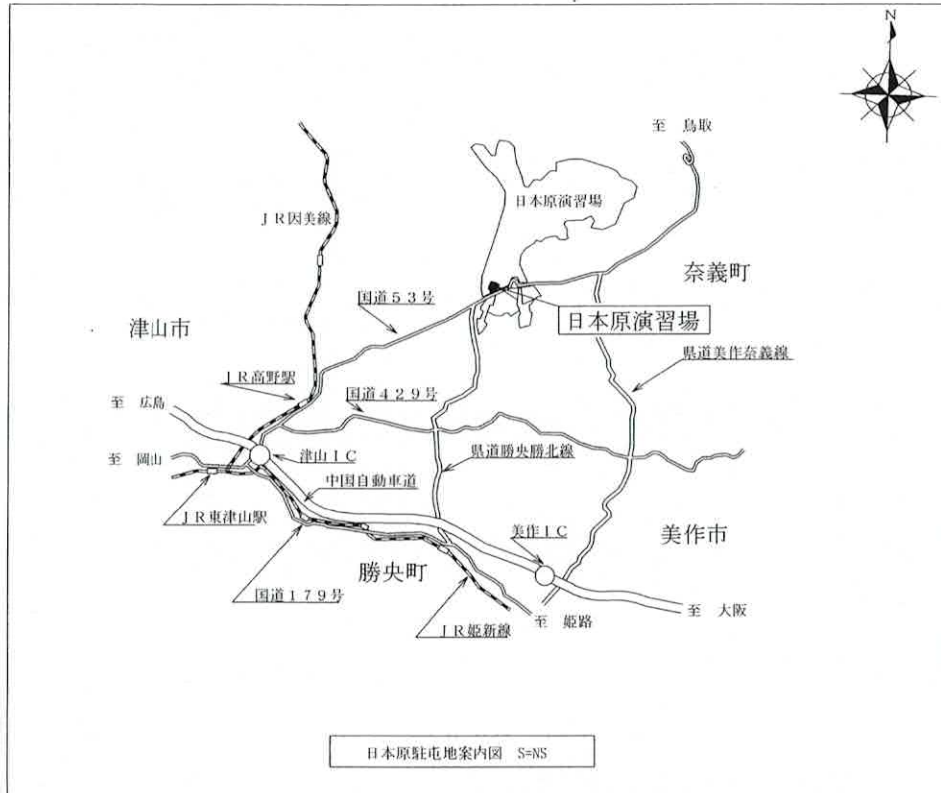 N
至 鳥取
日本原演習場
JR因美線
奈義町
国道53号
日本原演習場
津山市
県道美作奈義線
JR高野駅
国道429号
至 広島
至 岡山
津山IC
県道勝央勝北線
中国自動車道
JR東津山駅
美作IC
美作市
勝央町
国道179号
至 大阪
至 姫路
JR姫新線
日本原駐屯地案内図 S=NS